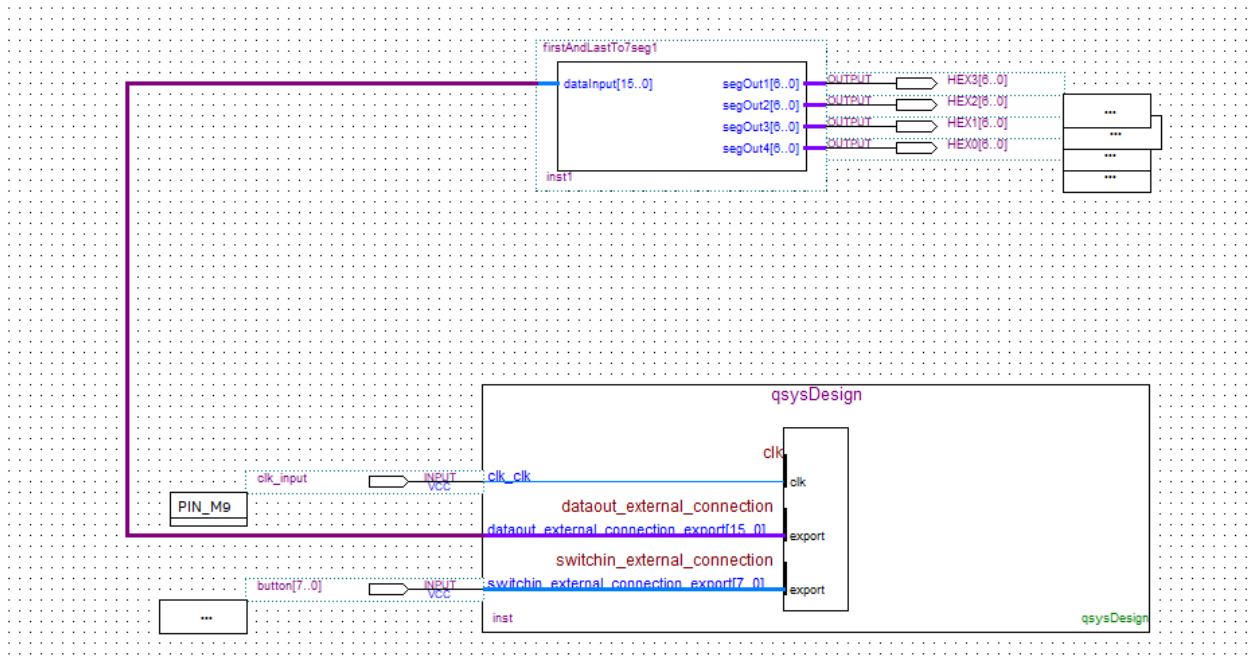 firstAndLastTo7seg1
dataInput[15..0]
segOut1[6..0]
OUTPUT
HEX3[6..0]
segOut2[6..0]
OUTPUT
HEX2[6..0]
...
segOut3[6..0]
OUTPUT
HEX1[6..0]
...
segOut4[6..0]
OUTPUT
HEX0[6..0]
...
...
inst1
qsysDesign
clk
clk_input
INPUT
VCC
clk_clk
clk
PIN_M9
dataout_external_connection
dataout_external_connection_export[15..0]
export
switchin_external_connection
button[7..0]
INPUT
VCC
switchin_external_connection_export[7..0]
export
...
inst
qsysDesign